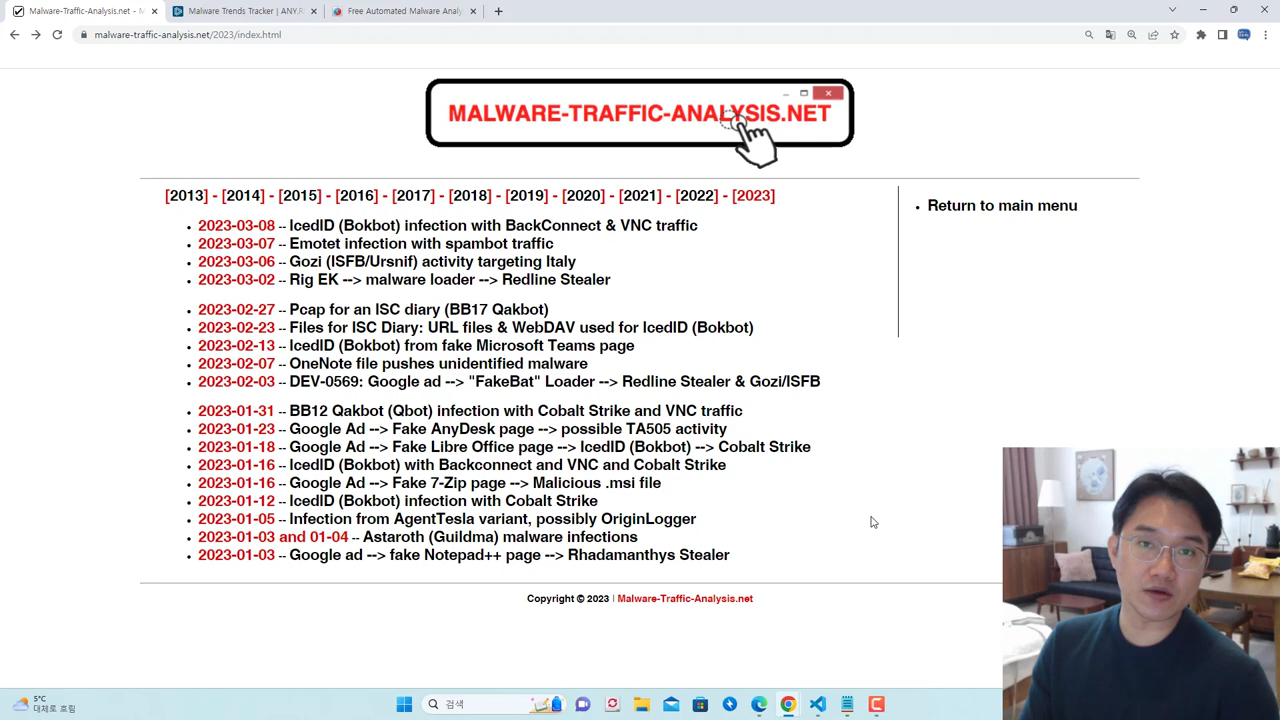 Malware-Traffic-Analysis.net - M
Malware Trends Tracker | ANY.R
Free Automated Malware Analy
malware-traffic-analysis.net/2023/index.html
MALWARE-TRAFFIC-ANALYSIS.NET
[2013] - [2014] - [2015] - [2016] - [2017] - [2018] - [2019] - [2020] - [2021] - [2022] - [2023]
Return to main menu
2023-03-08 -- IcedID (Bokbot) infection with BackConnect & VNC traffic
2023-03-07 -- Emotet infection with spambot traffic
2023-03-06 -- Gozi (ISFB/Ursnif) activity targeting Italy
2023-03-02 -- Rig EK --> malware loader --> Redline Stealer
2023-02-27 -- Pcap for an ISC diary (BB17 Qakbot)
2023-02-23 -- Files for ISC Diary: URL files & WebDAV used for IcedID (Bokbot)
2023-02-13 -- IcedID (Bokbot) from fake Microsoft Teams page
2023-02-07 -- OneNote file pushes unidentified malware
2023-02-03 -- DEV-0569: Google ad --> "FakeBat" Loader --> Redline Stealer & Gozi/ISFB
2023-01-31 -- BB12 Qakbot (Qbot) infection with Cobalt Strike and VNC traffic
2023-01-23 -- Google Ad --> Fake AnyDesk page --> possible TA505 activity
2023-01-18 -- Google Ad --> Fake Libre Office page --> IcedID (Bokbot) --> Cobalt Strike
2023-01-16 -- IcedID (Bokbot) with Backconnect and VNC and Cobalt Strike
2023-01-16 -- Google Ad --> Fake 7-Zip page --> Malicious .msi file
2023-01-12 -- IcedID (Bokbot) infection with Cobalt Strike
2023-01-05 -- Infection from AgentTesla variant, possibly OriginLogger
2023-01-03 and 01-04 -- Astaroth (Guildma) malware infections
2023-01-03 -- Google ad --> fake Notepad++ page --> Rhadamanthys Stealer
Copyright © 2023 | Malware-Traffic-Analysis.net
5°C
대체로 흐림
검색